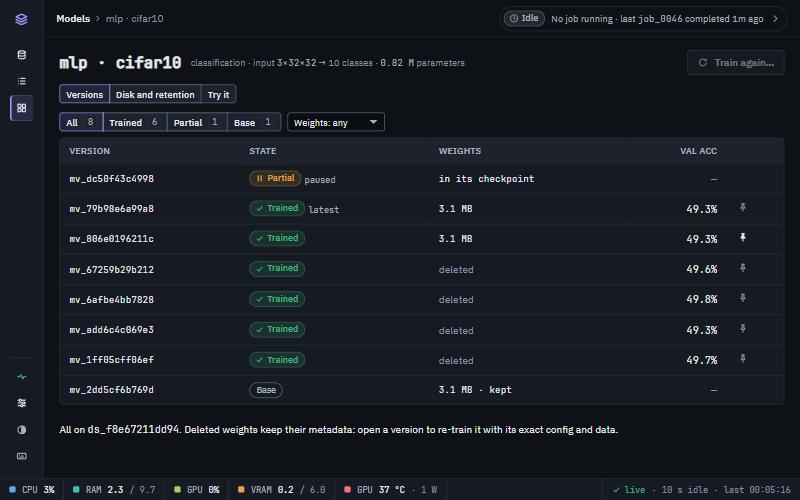 Models > mlp · cifar10
Idle No job running · last job_0046 completed 1m ago >
mlp · cifar10 classification · input 3×32×32 → 10 classes · 0.82 M parameters
Train again...
Versions Disk and retention Try it
All 8 Trained 6 Partial 1 Base 1 Weights: any
VERSION STATE WEIGHTS VAL ACC
mv_dc50f43c4998 Partial paused in its checkpoint —
mv_79b98e6a99a8 Trained latest 3.1 MB 49.3%
mv_806e0196211c Trained 3.1 MB 49.3%
mv_67259b29b212 Trained deleted 49.6%
mv_6afbe4bb7828 Trained deleted 49.8%
mv_add6c4c069e3 Trained deleted 49.3%
mv_1ff05cff06ef Trained deleted 49.7%
mv_2dd5cf6b769d Base 3.1 MB · kept —
All on ds_f8e67211dd94. Deleted weights keep their metadata: open a version to re-train it with its exact config and data.
CPU 3% RAM 2.3 / 9.7 GPU 0% VRAM 0.2 / 6.0 GPU 37 °C · 1 W live · 10 s idle · last 00:05:16